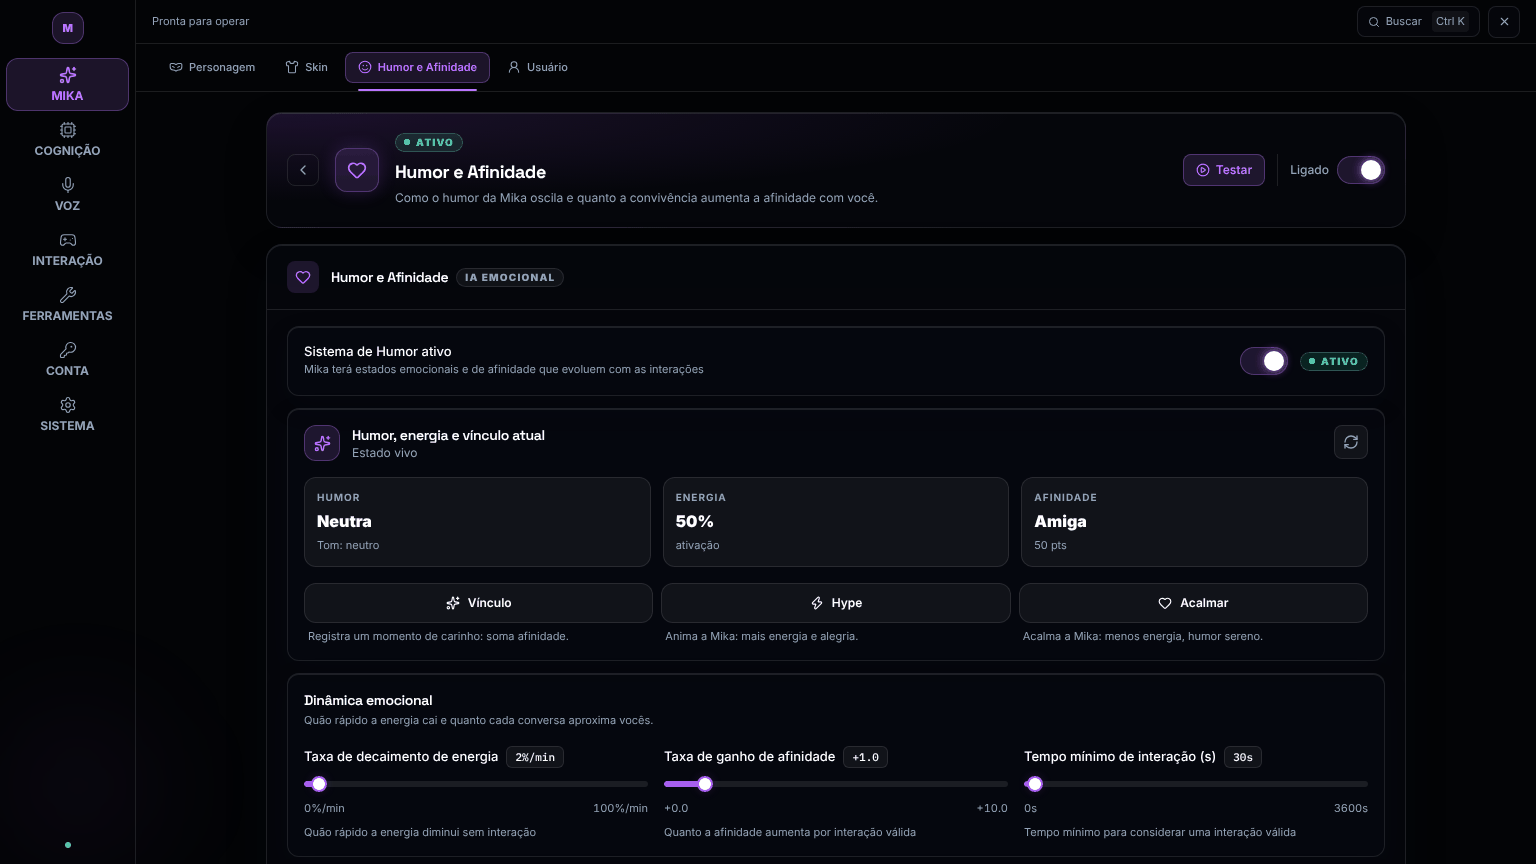 M
MIKA
COGNIÇÃO
VOZ
INTERAÇÃO
FERRAMENTAS
CONTA
SISTEMA
Pronta para operar
Buscar Ctrl K
Personagem Skin Humor e Afinidade Usuário
ATIVO
Humor e Afinidade
Como o humor da Mika oscila e quanto a convivência aumenta a afinidade com você.
Testar Ligado
Humor e Afinidade IA EMOCIONAL
Sistema de Humor ativo
Mika terá estados emocionais e de afinidade que evoluem com as interações
ATIVO
Humor, energia e vínculo atual
Estado vivo
HUMOR
Neutra
Tom: neutro
ENERGIA
50%
ativação
AFINIDADE
Amiga
50 pts
Vínculo
Registra um momento de carinho: soma afinidade.
Hype
Anima a Mika: mais energia e alegria.
Acalmar
Acalma a Mika: menos energia, humor sereno.
Dinâmica emocional
Quão rápido a energia cai e quanto cada conversa aproxima vocês.
Taxa de decaimento de energia 2%/min
0%/min 100%/min
Quão rápido a energia diminui sem interação
Taxa de ganho de afinidade +1.0
+0.0 +10.0
Quanto a afinidade aumenta por interação válida
Tempo mínimo de interação (s) 30s
0s 3600s
Tempo mínimo para considerar uma interação válida